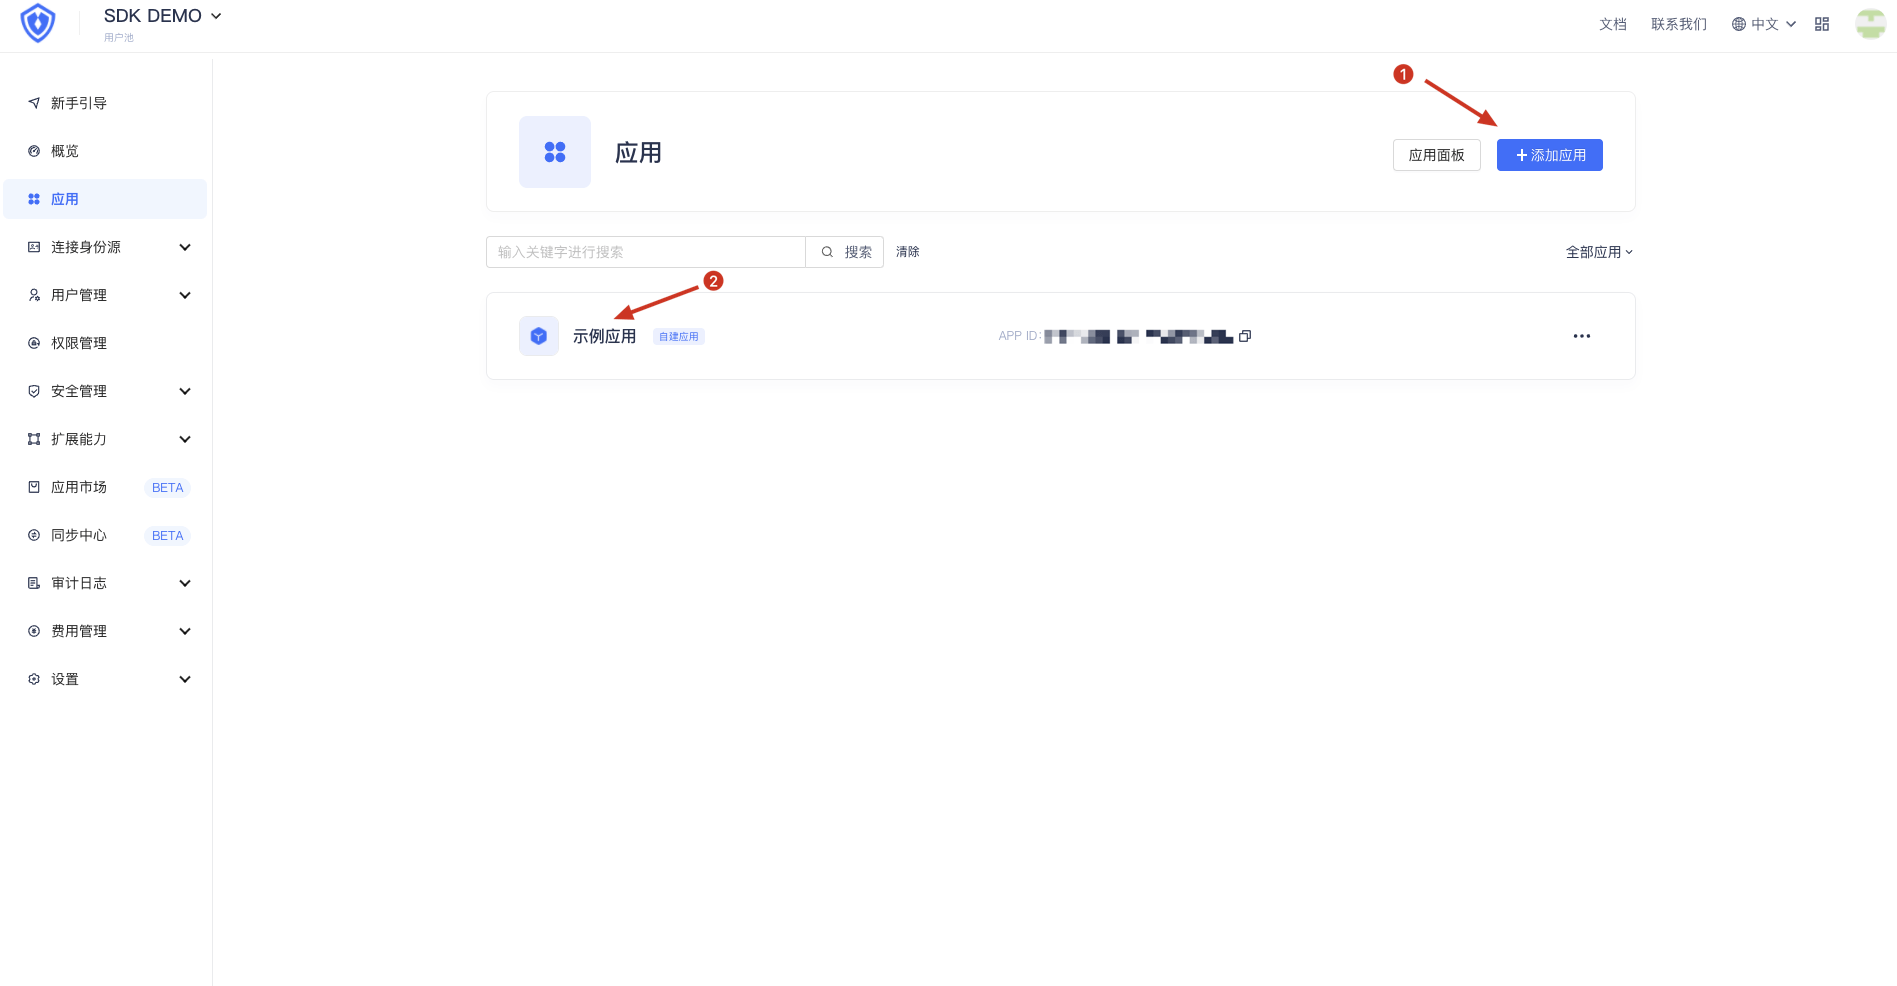 SDK DEMO
用户池
文档
联系我们
中文
新手引导
概览
应用
连接身份源
用户管理
权限管理
安全管理
扩展能力
应用市场 BETA
同步中心 BETA
审计日志
费用管理
设置
1
应用
应用面板
添加应用
输入关键字进行搜索
搜索
清除
全部应用
2
示例应用
自建应用
APP ID: